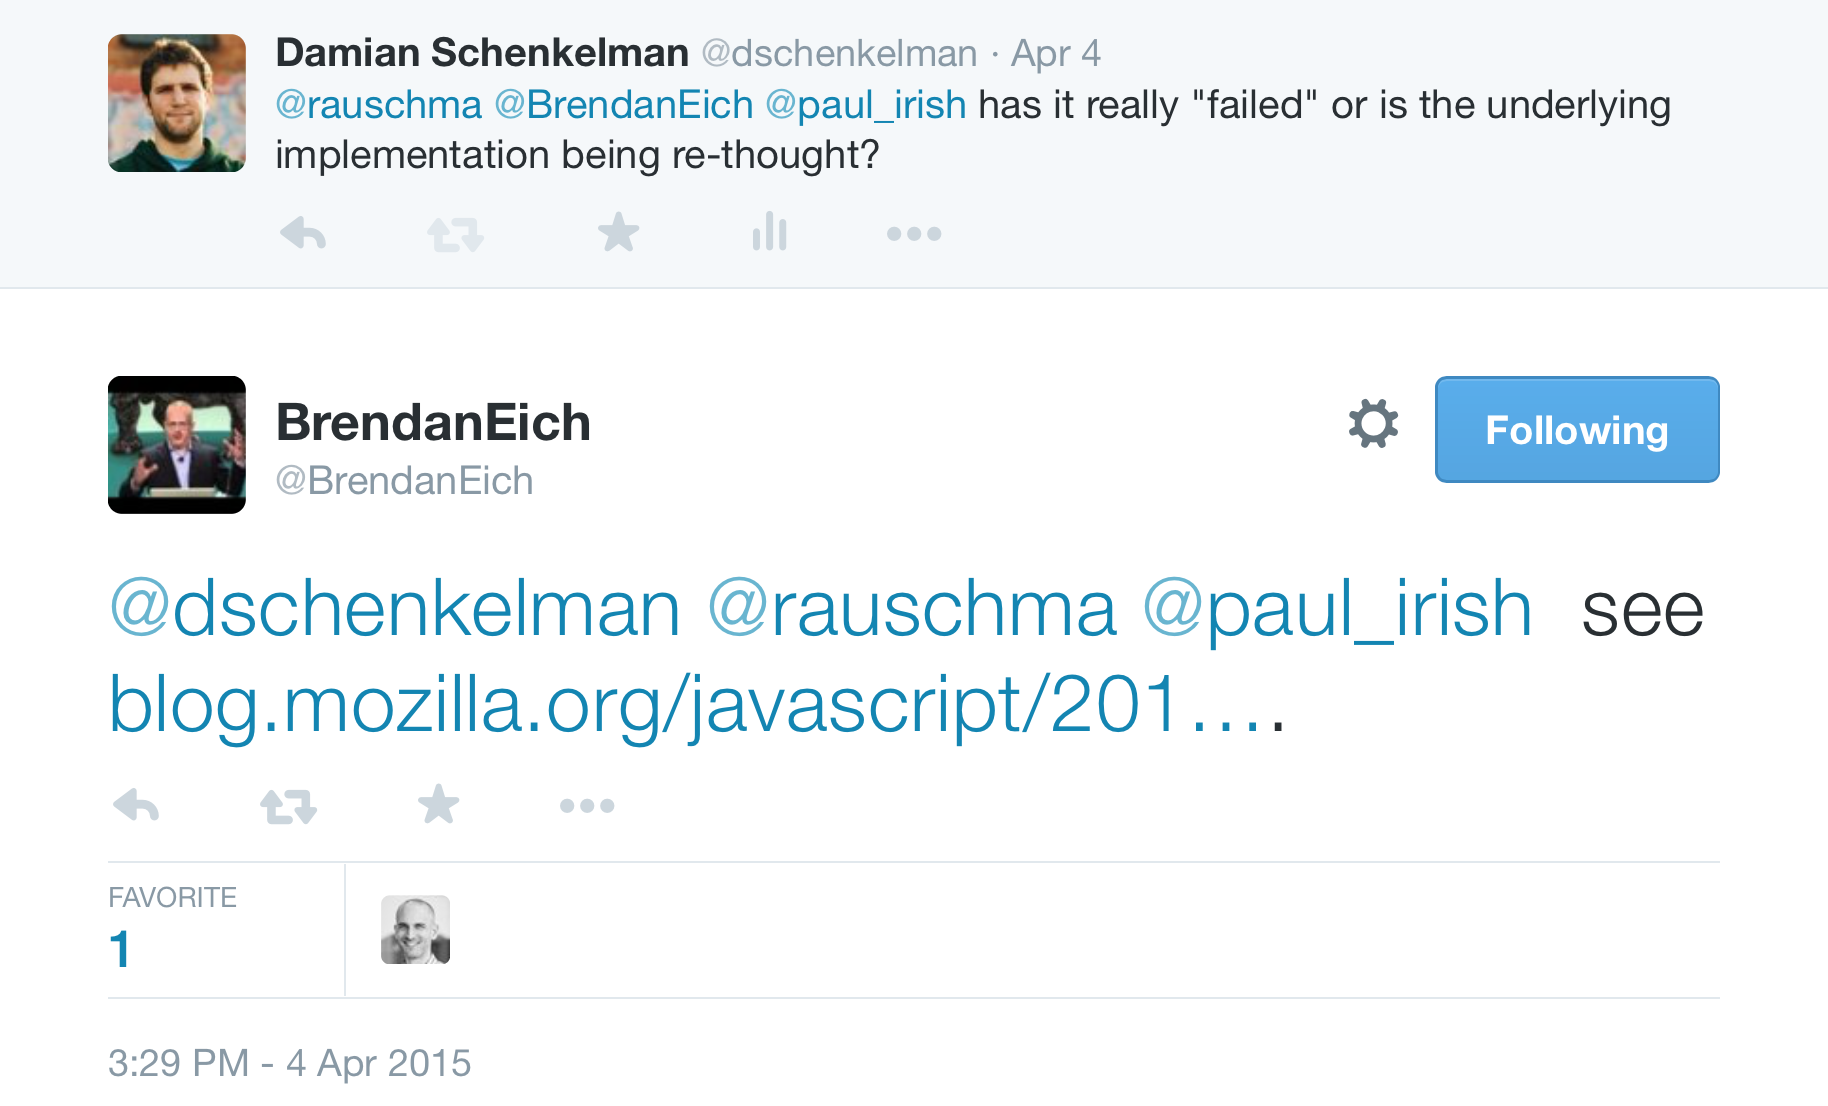 Damian Schenkelman @dschenkelman · Apr 4
@rauschma @BrendanEich @paul_irish has it really "failed" or is the underlying
implementation being re-thought?
BrendanEich
@BrendanEich
Following
@dschenkelman @rauschma @paul_irish see
blog.mozilla.org/javascript/201….
FAVORITE
1
3:29 PM - 4 Apr 2015